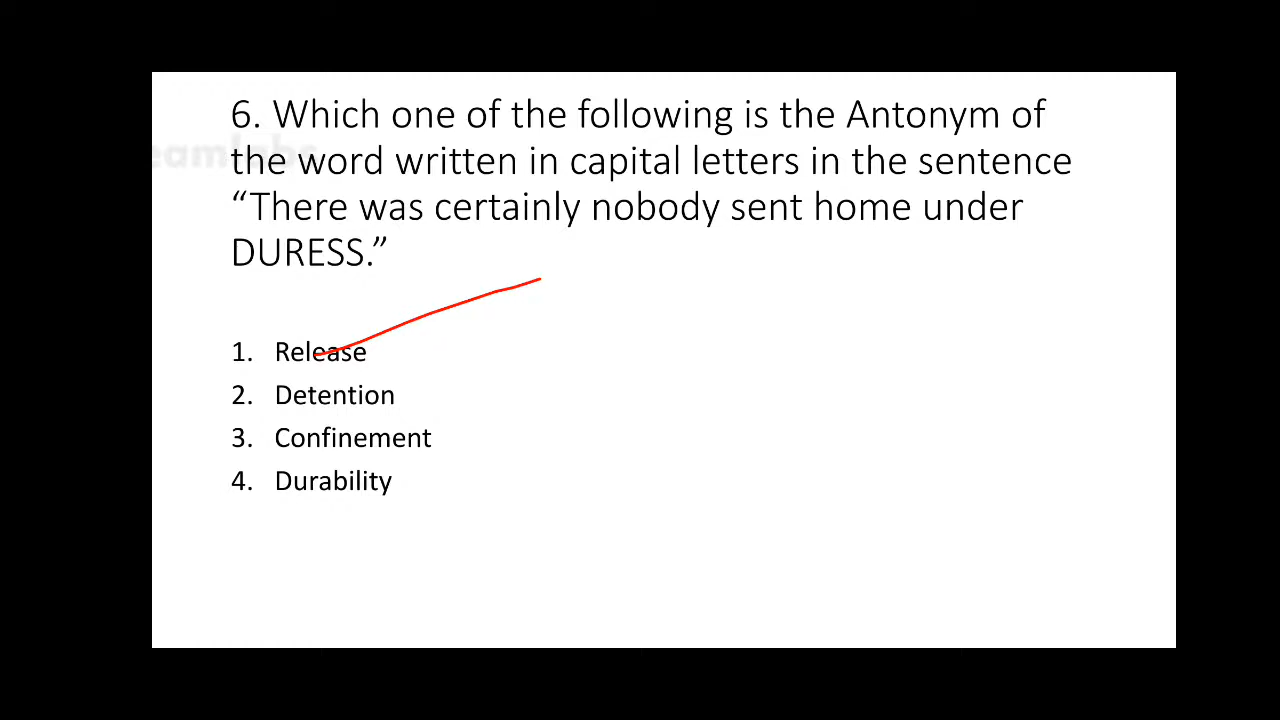 6. Which one of the following is the Antonym of
the word written in capital letters in the sentence
“There was certainly nobody sent home under
DURESS.”
1. Release
2. Detention
3. Confinement
4. Durability